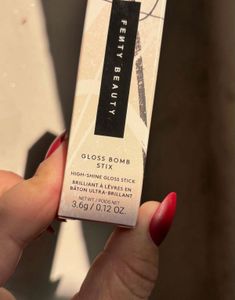 FENTY BEAUTY
GLOSS BOMB
STIX
HIGH-SHINE GLOSS STICK
BRILLIANT À LÈVRES EN
BÂTON ULTRA-BRILLANT
NET WT. / POIDS NET
3.6g / 0.12 OZ.